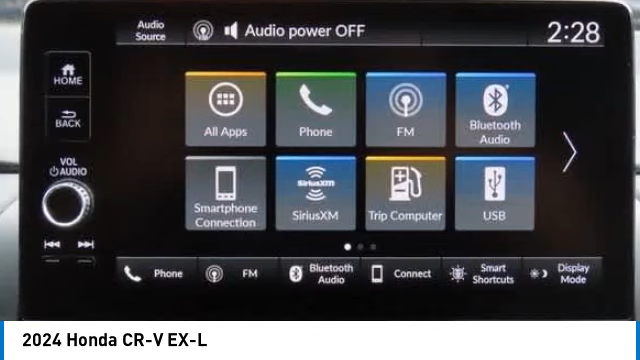 Audio
Source
Audio power OFF
2:28
HOME
BACK
VOL
AUDIO
All Apps
Phone
FM
Bluetooth
Audio
Smartphone
Connection
SiriusXM
SiriusXM
Trip Computer
USB
Phone
FM
Bluetooth
Audio
Connect
Smart
Shortcuts
Display
Mode
2024 Honda CR-V EX-L